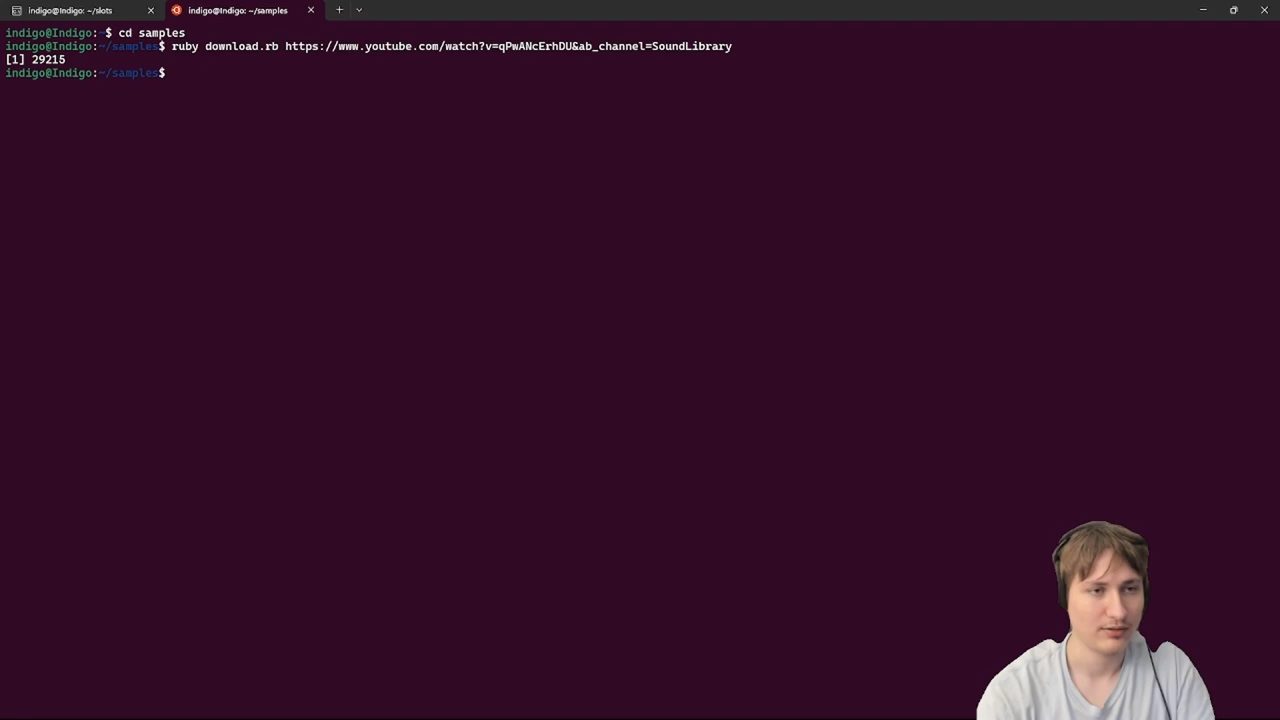 indigo@Indigo: ~/slots
indigo@Indigo: ~/samples
indigo@Indigo:~$ cd samples
indigo@Indigo:~/samples$ ruby download.rb https://www.youtube.com/watch?v=qPwANcErhDU&ab_channel=SoundLibrary
[1] 29215
indigo@Indigo:~/samples$